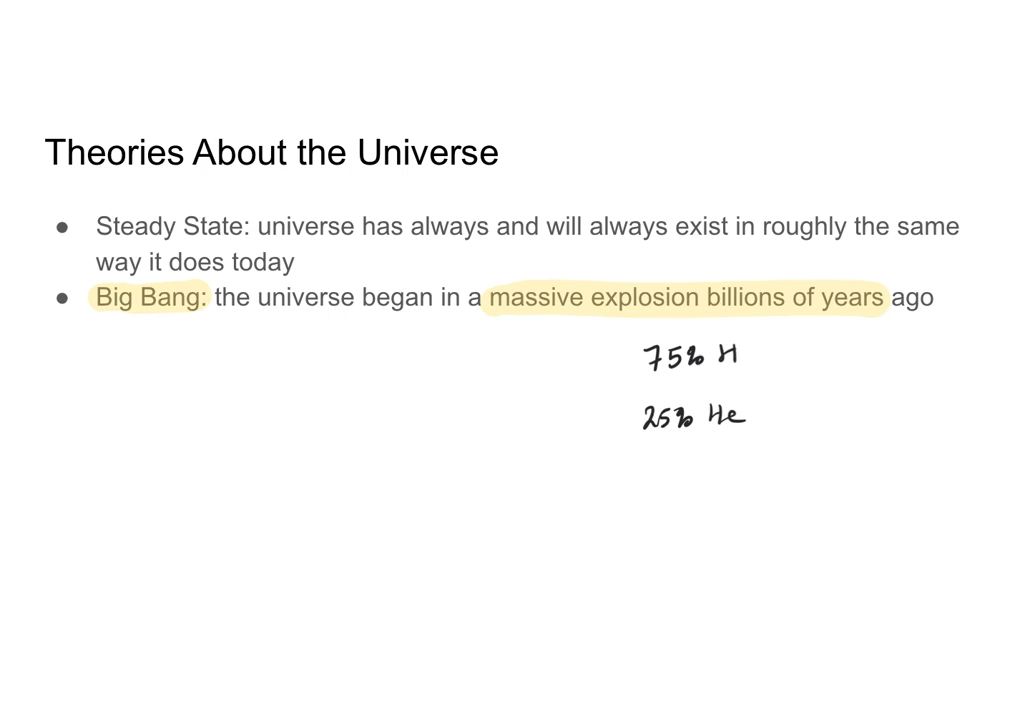 Theories About the Universe
● Steady State: universe has always and will always exist in roughly the same
way it does today
● Big Bang: the universe began in a massive explosion billions of years ago
75% H
25% He